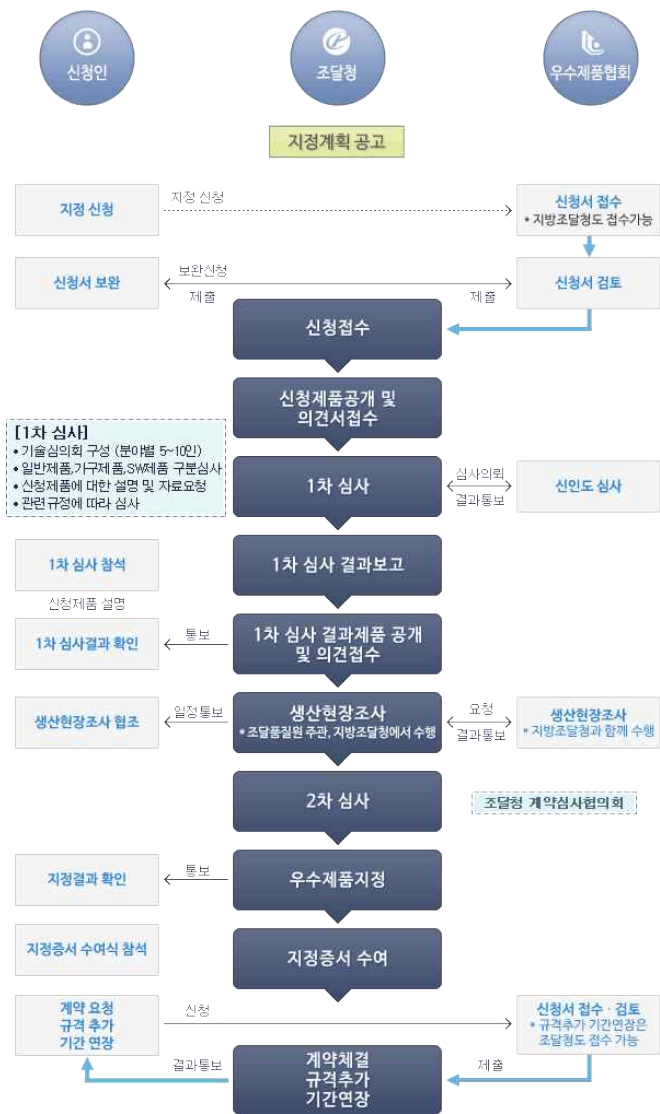 신청인
조달청
우수제품협회
지정계획 공고
지정 신청
지정 신청
신청서 접수
* 지방조달청도 접수가능
신청서 보완
보완신청
제출
제출
신청서 검토
신청접수
신청제품공개 및
의견서접수
[1차 심사]
• 기술심의회 구성 (분야별 5~10인)
• 일반제품,가구제품,SW제품 구분심사
• 신청제품에 대한 설명 및 자료요청
• 관련규정에 따라 심사
1차 심사
심사의뢰
결과통보
신인도 심사
1차 심사 참석
신청제품 설명
1차 심사 결과보고
1차 심사결과 확인
통보
1차 심사 결과제품 공개
및 의견접수
생산현장조사 협조
일정통보
생산현장조사
* 조달품질원 주관, 지방조달청에서 수행
요청
결과통보
생산현장조사
* 지방조달청과 함께 수행
2차 심사
조달청 계약심사협의회
지정결과 확인
통보
우수제품지정
지정증서 수여식 참석
지정증서 수여
계약 요청
규격 추가
기간 연장
신청
신청서 접수 · 검토
* 규격추가 기간연장은
조달청도 접수 가능
결과통보
계약체결
규격추가
기간연장
제출